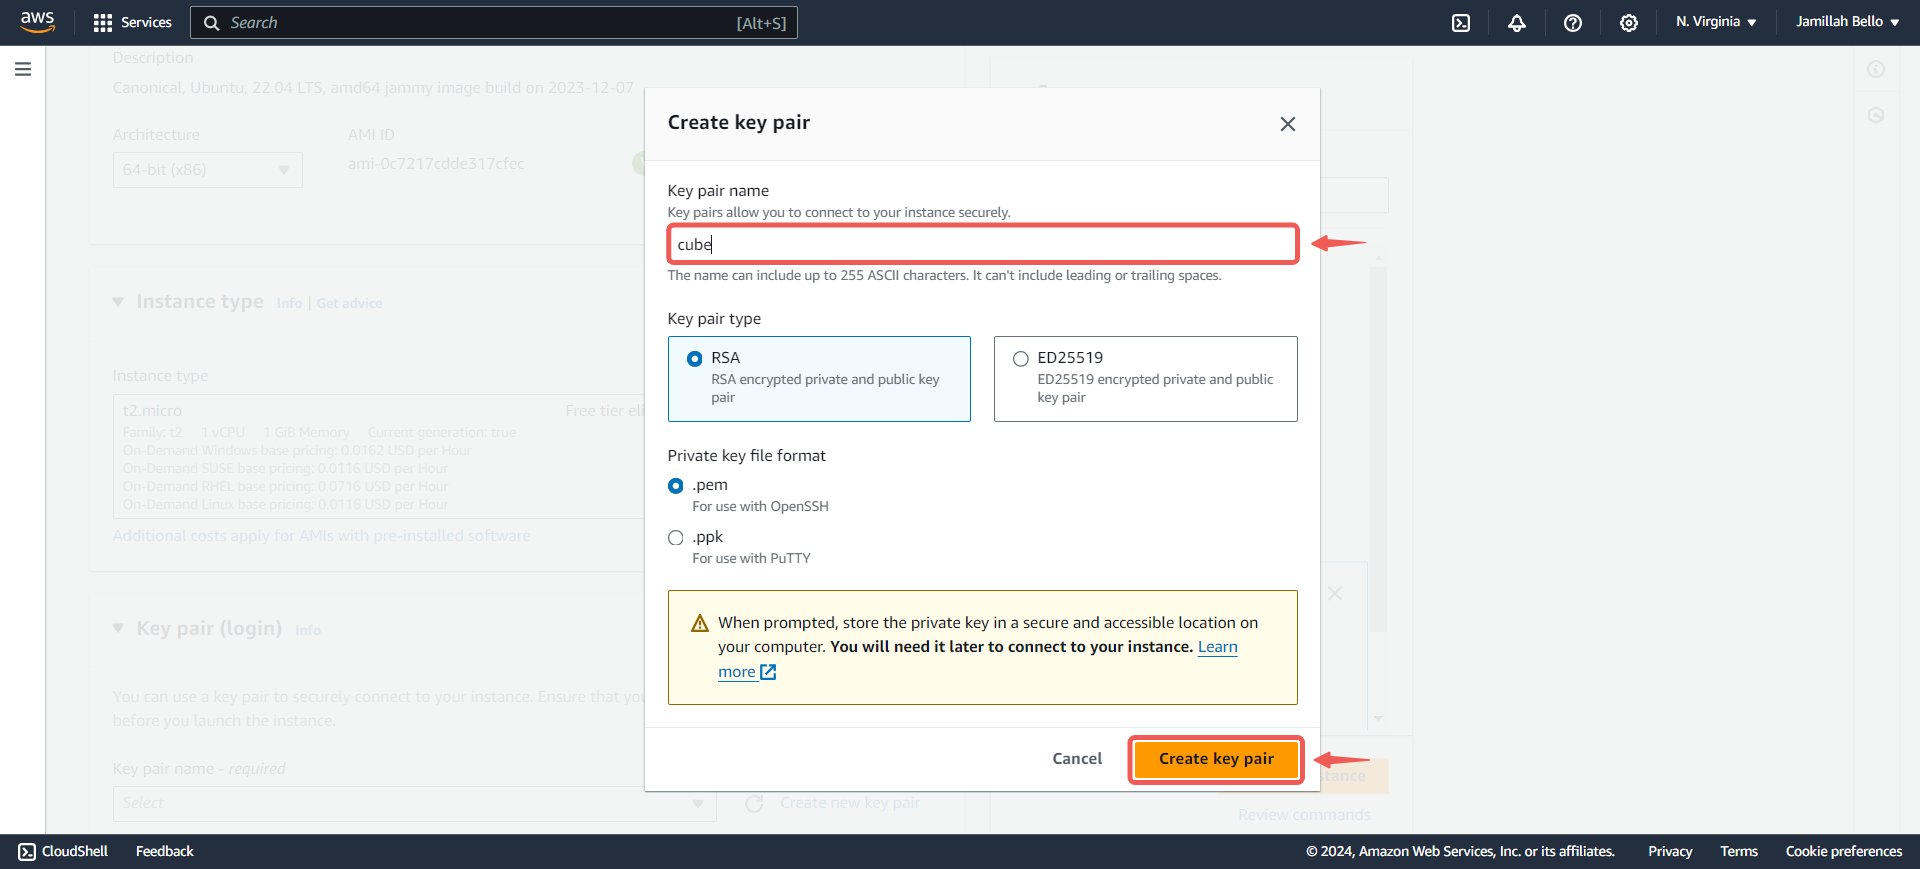 aws
Services
Search
[Alt+S]
N. Virginia
Jamillah Bello
Description
Canonical, Ubuntu, 22.04 LTS, amd64 jammy image build on 2023-12-07
Architecture
AMI ID
64-bit (x86)
ami-0c7217cdde317cfec
Instance type Info | Get advice
Instance type
t2.micro
Free tier eli
Family: t2 1 vCPU 1 GiB Memory Current generation: true
On-Demand Windows base pricing: 0.0162 USD per Hour
On-Demand SUSE base pricing: 0.0116 USD per Hour
On-Demand RHEL base pricing: 0.0716 USD per Hour
On-Demand Linux base pricing: 0.0116 USD per Hour
Additional costs apply for AMIs with pre-installed software
Key pair (login) Info
You can use a key pair to securely connect to your instance. Ensure that you
before you launch the instance.
Key pair name - required
Select
Create new key pair
Create key pair
Key pair name
Key pairs allow you to connect to your instance securely.
cube
The name can include up to 255 ASCII characters. It can't include leading or trailing spaces.
Key pair type
RSA
RSA encrypted private and public key
pair
ED25519
ED25519 encrypted private and public
key pair
Private key file format
.pem
For use with OpenSSH
.ppk
For use with PuTTY
When prompted, store the private key in a secure and accessible location on
your computer. You will need it later to connect to your instance. Learn
more
Cancel
Create key pair
stance
Review commands
CloudShell
Feedback
© 2024, Amazon Web Services, Inc. or its affiliates.
Privacy
Terms
Cookie preferences